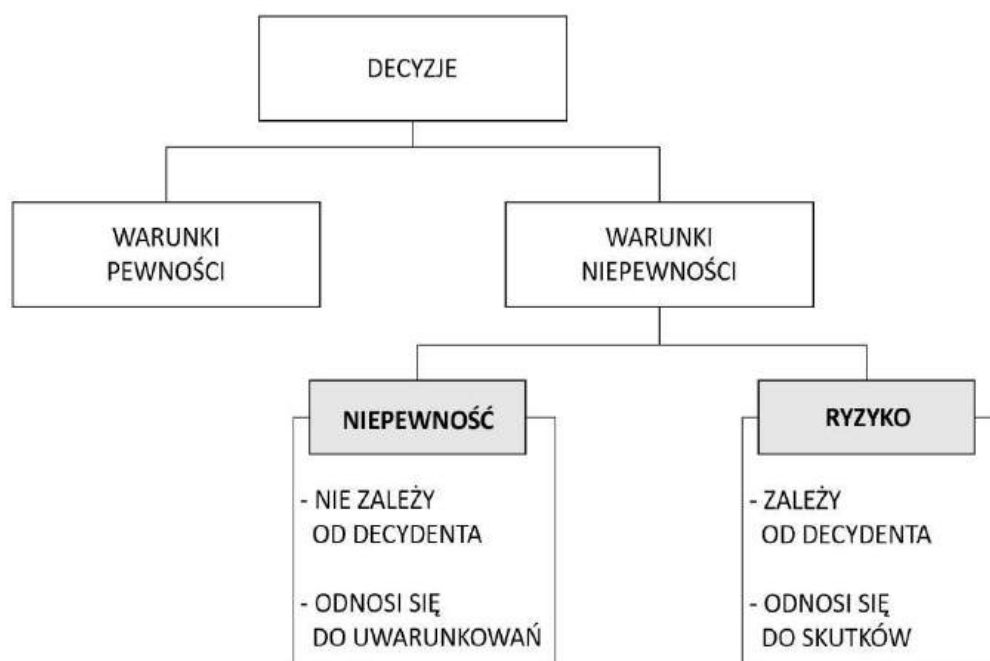 DECYZJE
WARUNKI
PEWNOŚCI
WARUNKI
NIEPEWNOŚCI
NIEPEWNOŚĆ
- NIE ZALEŻY
OD DECYDENTA
- ODNOSI SIĘ
DO UWARUNKOWAŃ
RYZYKO
- ZALEŻY
OD DECYDENTA
- ODNOSI SIĘ
DO SKUTKÓW